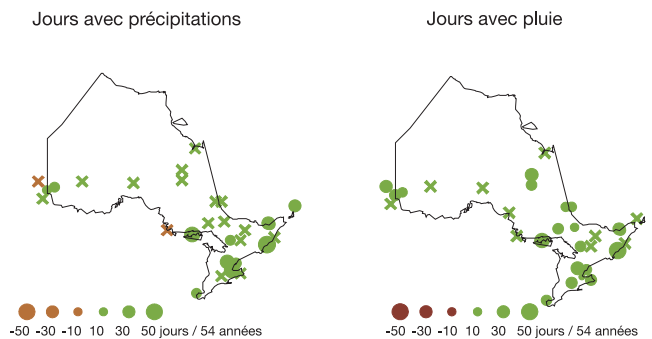 Jours avec précipitations
Jours avec pluie
-50 -30 -10 10 30 50 jours / 54 années
-50 -30 -10 10 30 50 jours / 54 années